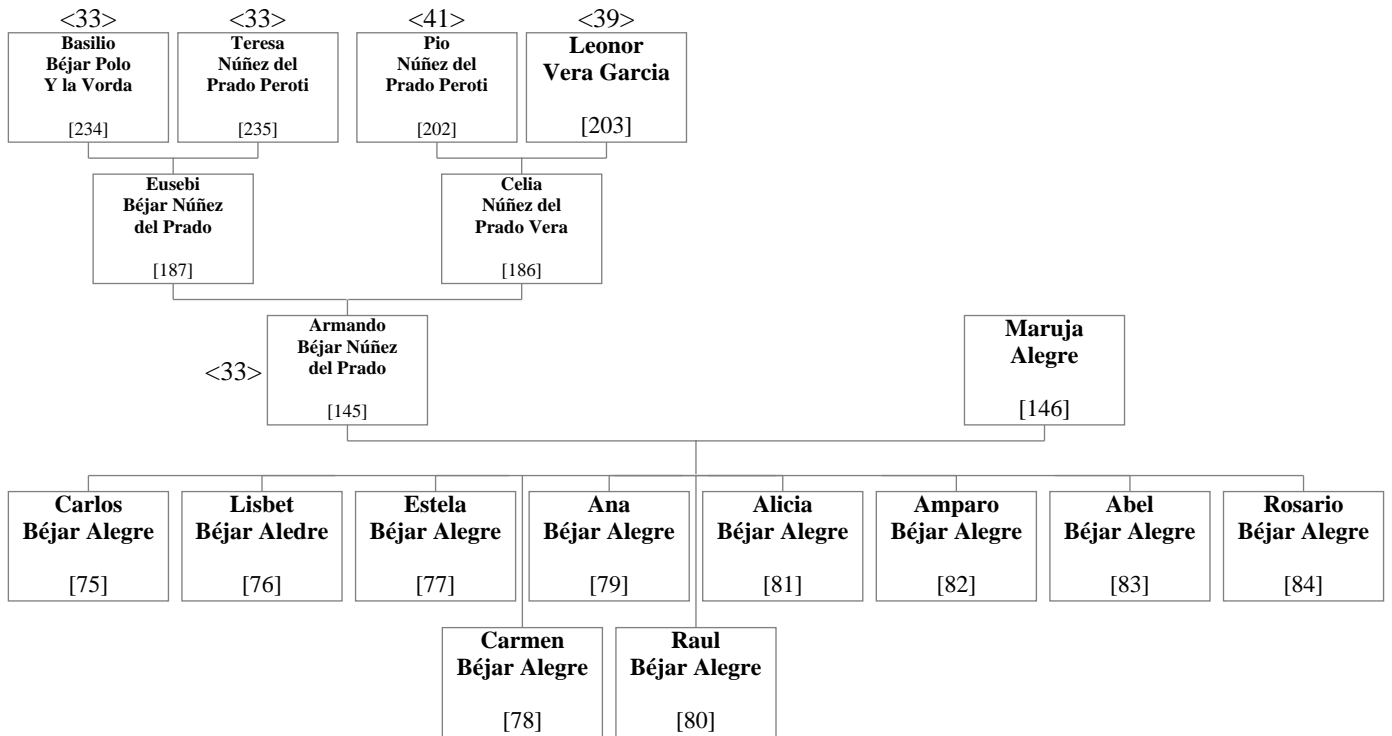 <33>
Basilio
Béjar Polo
Y la Vorda
[234]
<33>
Teresa
Núñez del
Prado Peroti
[235]
<41>
Pio
Núñez del
Prado Peroti
[202]
<39>
Leonor
Vera Garcia
[203]
Eusebi
Béjar Núñez
del Prado
[187]
Celia
Núñez del
Prado Vera
[186]
<33>
Armando
Béjar Núñez
del Prado
[145]
Maruja
Alegre
[146]
Carlos
Béjar Alegre
[75]
Lisbet
Béjar Aledre
[76]
Estela
Béjar Alegre
[77]
Ana
Béjar Alegre
[79]
Alicia
Béjar Alegre
[81]
Amparo
Béjar Alegre
[82]
Abel
Béjar Alegre
[83]
Rosario
Béjar Alegre
[84]
Carmen
Béjar Alegre
[78]
Raul
Béjar Alegre
[80]